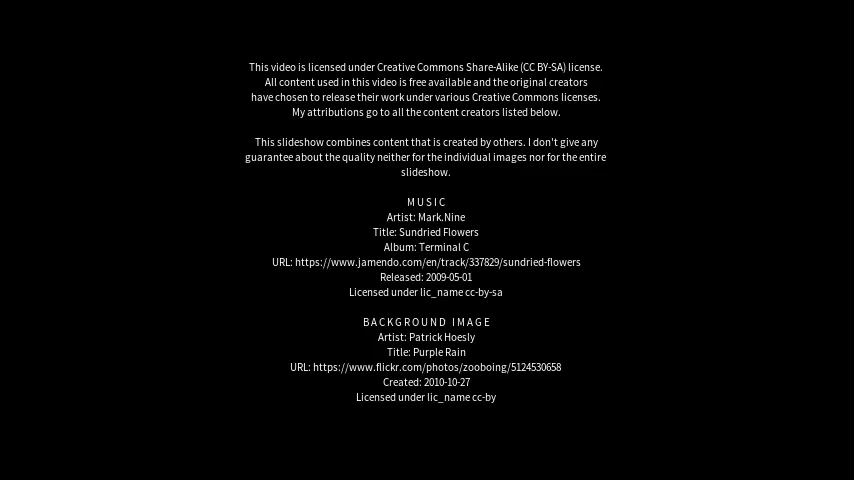 This video is licensed under Creative Commons Share-Alike (CC BY-SA) license.
All content used in this video is free available and the original creators
have chosen to release their work under various Creative Commons licenses.
My attributions go to all the content creators listed below.
This slideshow combines content that is created by others. I don't give any
guarantee about the quality neither for the individual images nor for the entire
slideshow.
M U S I C
Artist: Mark.Nine
Title: Sundried Flowers
Album: Terminal C
URL: https://www.jamendo.com/en/track/337829/sundried-flowers
Released: 2009-05-01
Licensed under lic_name cc-by-sa
B A C K G R O U N D   I M A G E
Artist: Patrick Hoesly
Title: Purple Rain
URL: https://www.flickr.com/photos/zooboing/5124530658
Created: 2010-10-27
Licensed under lic_name cc-by